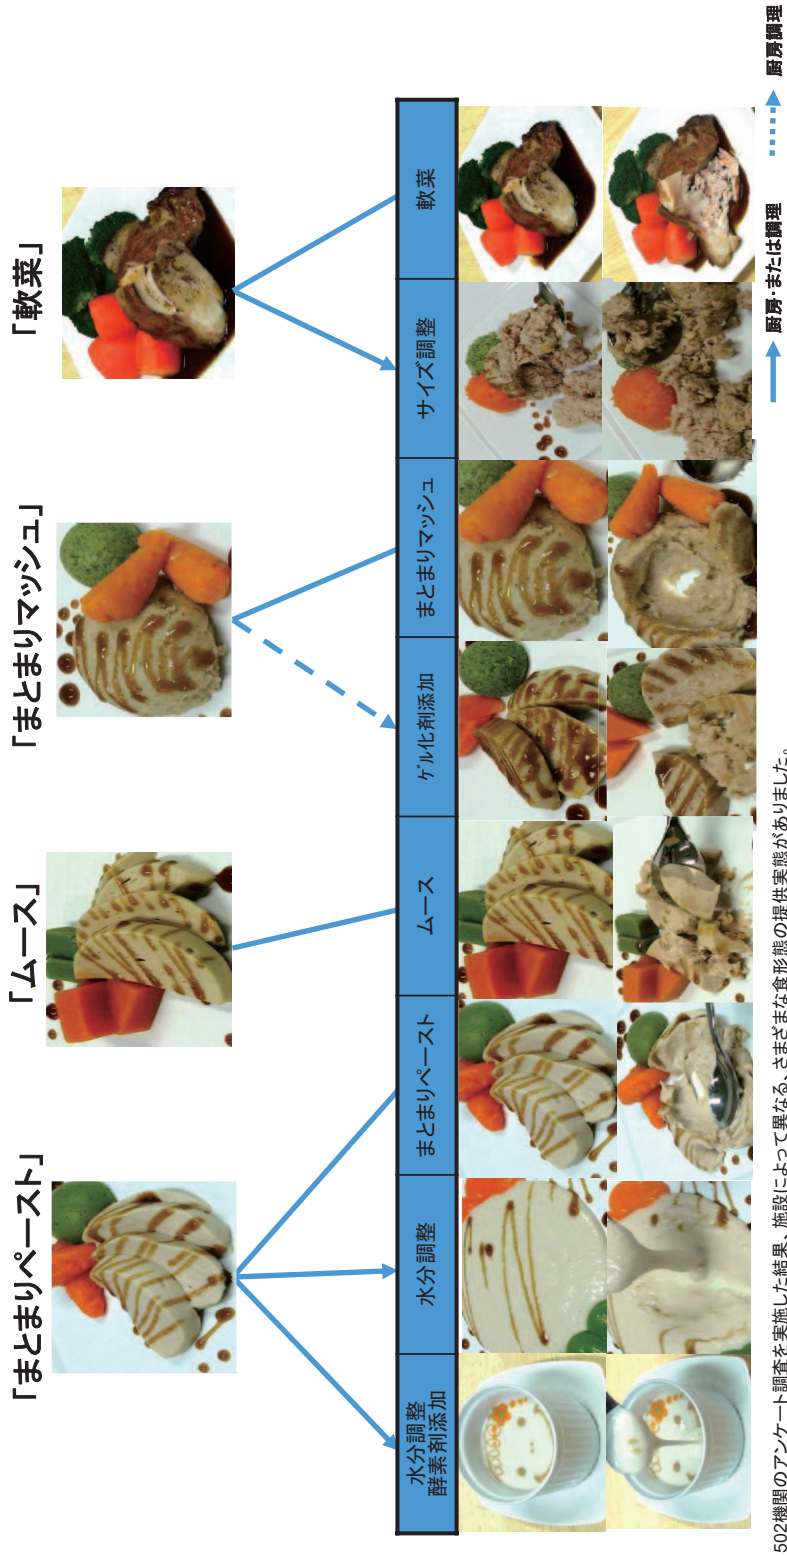 「まとまりペースト」
「ムース」
「まとまりマッシュ」
「軟菜」
水分調整
酵素剤添加
水分調整
まとまりペースト
ムース
ゲル化剤添加
まとまりマッシュ
サイズ調整
軟菜
502機関のアンケート調査を実施した結果、施設によって異なる、さまざまな食形態の提供実態がありました。
厨房・または調理
厨房調理